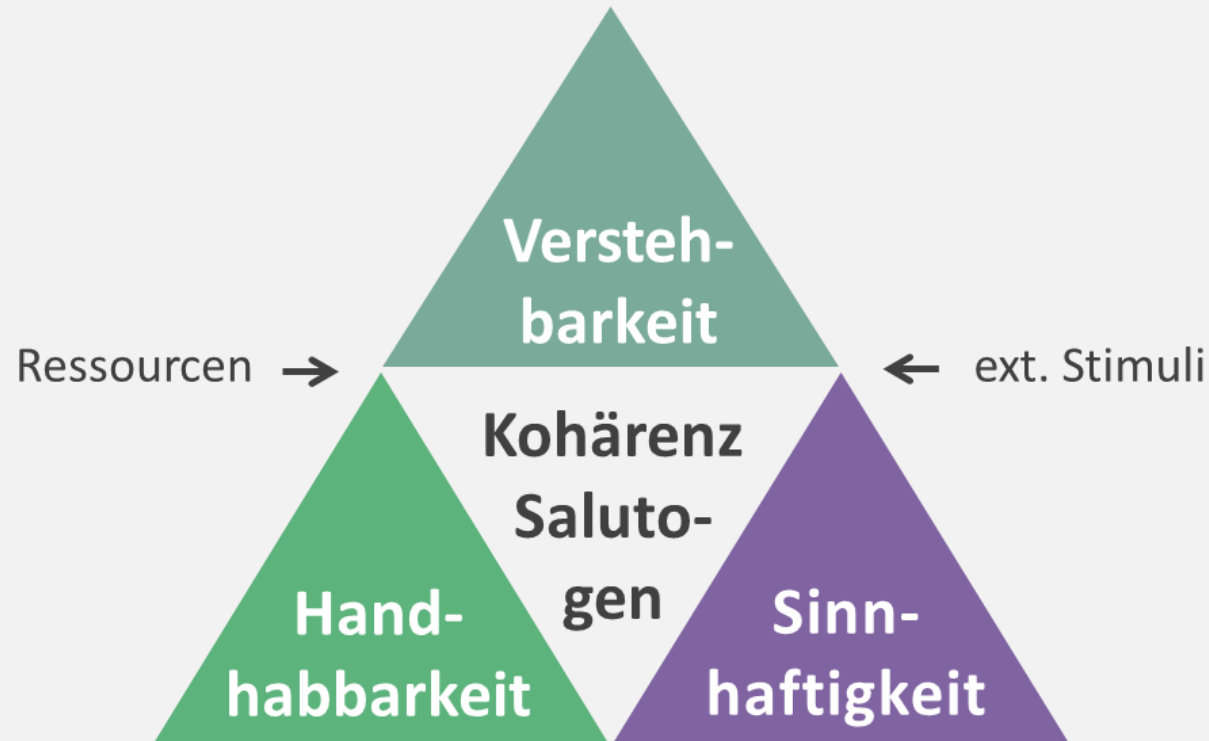 Versteh-
barkeit
Ressourcen → ← ext. Stimuli
Kohärenz
Saluto-
gen
Hand-
habbarkeit
Sinn-
haftigkeit